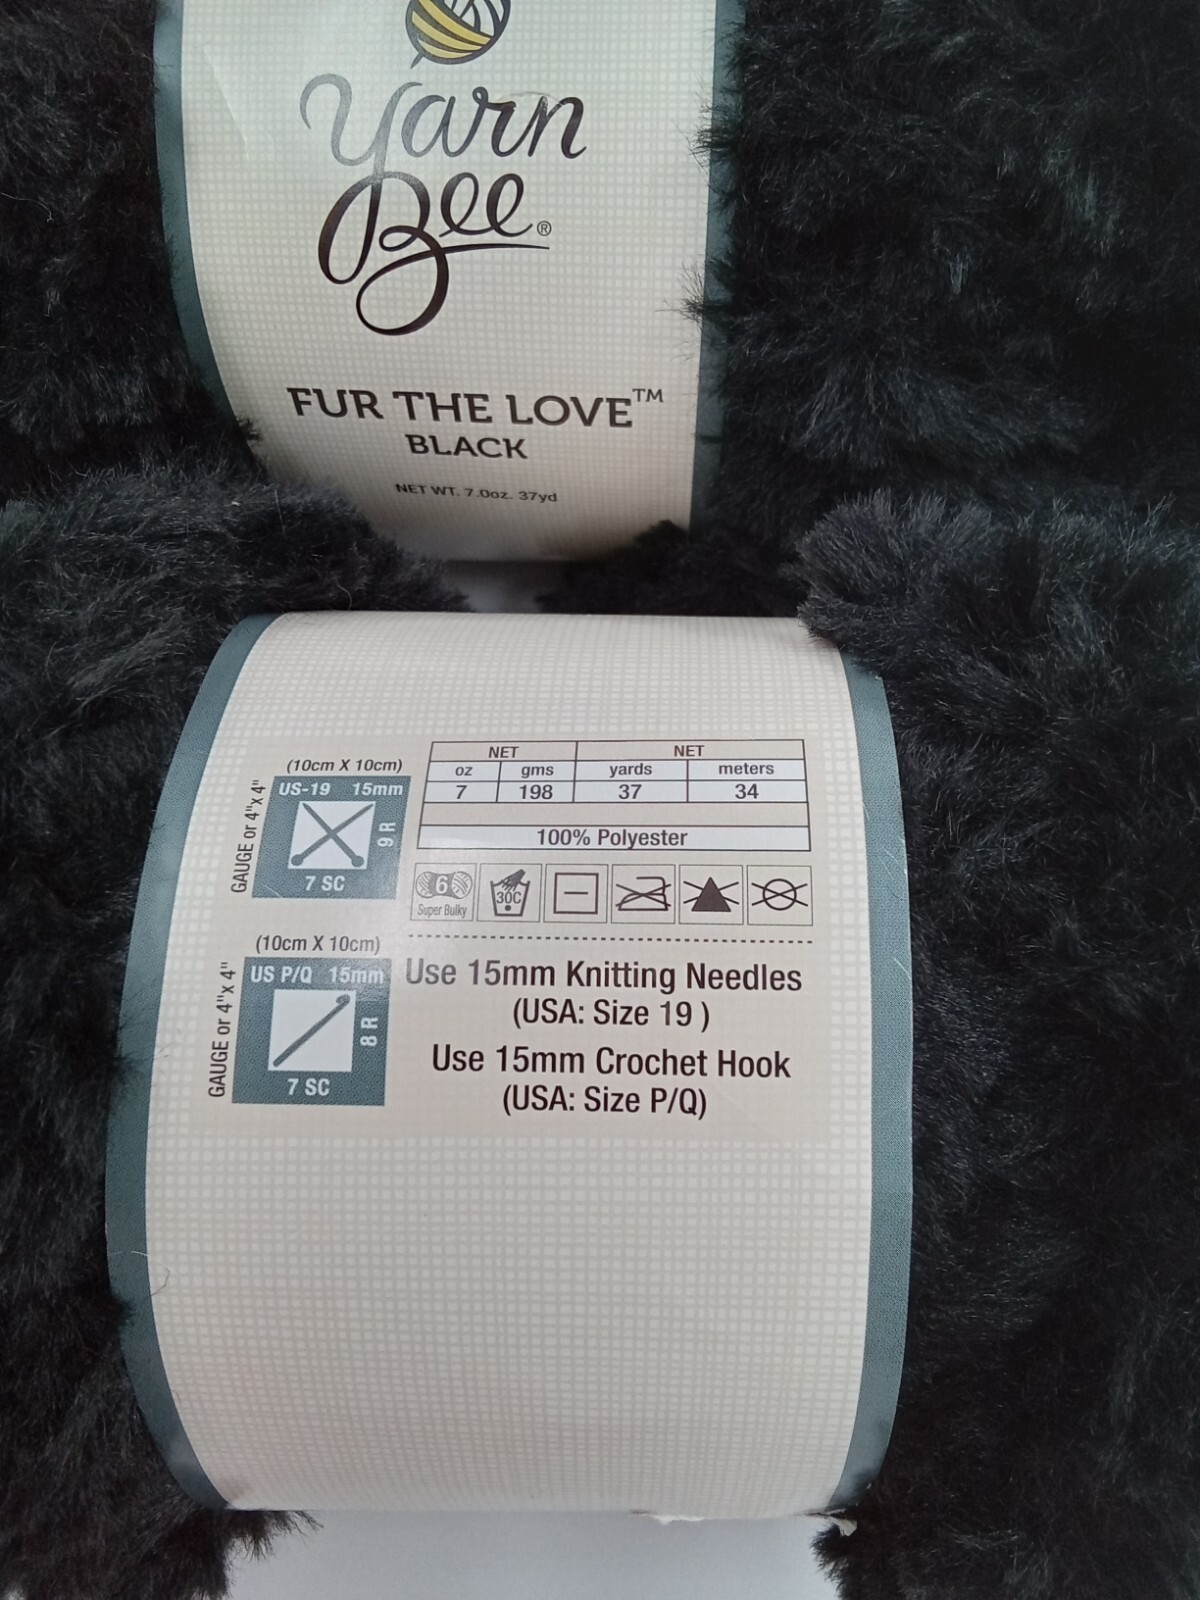 Yarn
Bee®
FUR THE LOVE™
BLACK
NET WT. 7.0oz. 37yd
(10cm X 10cm)
GAUGE or 4"x 4"
US-19 15mm
9 R
7 SC
NET NET
oz gms yards meters
7 198 37 34
100% Polyester
6
Super Bulky
30C
(10cm X 10cm)
GAUGE or 4"x 4"
US P/Q 15mm
8 R
7 SC
Use 15mm Knitting Needles
(USA: Size 19 )
Use 15mm Crochet Hook
(USA: Size P/Q)